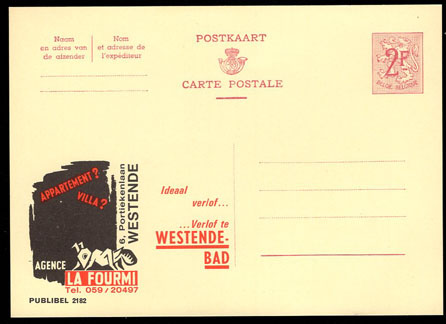 Naam
en adres van
de afzender
Nom
et adresse de
l'expéditeur
POSTKAART
CARTE POSTALE
2F
BELGIE-BELGIQUE
APPARTEMENT?
VILLA?
6, Portiekenlaan
WESTENDE
AGENCE
LA FOURMI
Tel. 059/20497
PUBLIBEL 2182
Ideaal
verlof...
...Verlof te
WESTENDE-
BAD